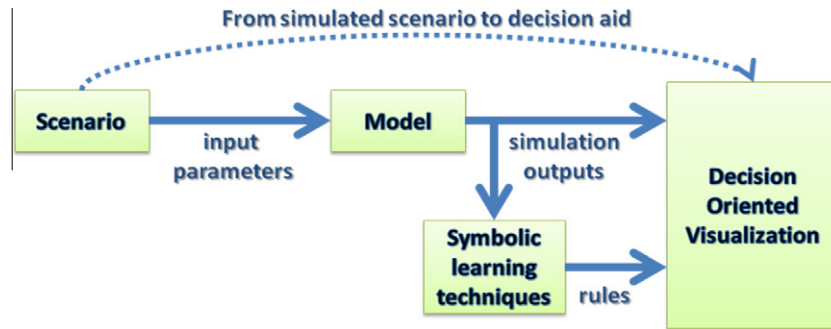 From simulated scenario to decision aid
Scenario
input
parameters
Model
simulation
outputs
Symbolic
learning
techniques
rules
Decision
Oriented
Visualization